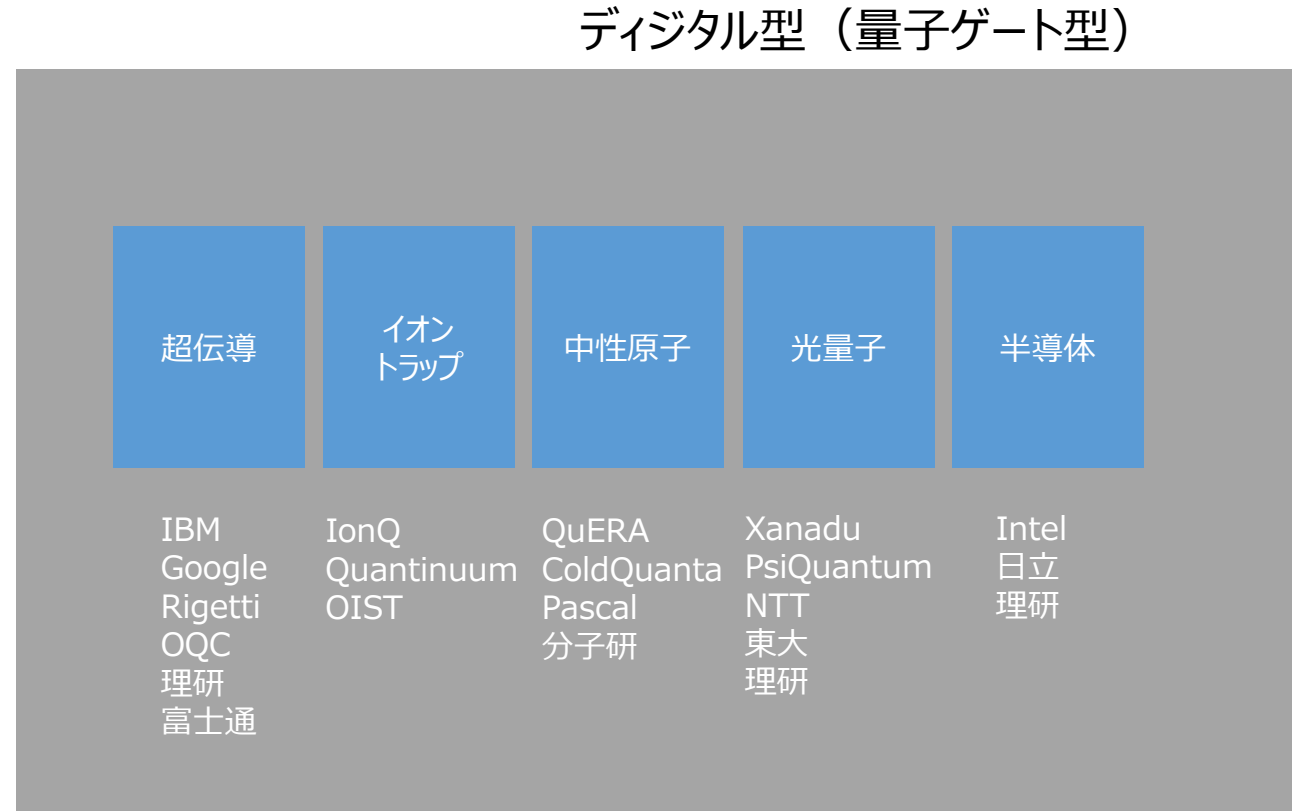 ディジタル型（量子ゲート型）
超伝導
イオン
トラップ
中性原子
光量子
半導体
IBM
Google
Rigetti
OQC
理研
富士通
IonQ
Quantinuum
OIST
QuERA
ColdQuanta
Pascal
分子研
Xanadu
PsiQuantum
NTT
東大
理研
Intel
日立
理研